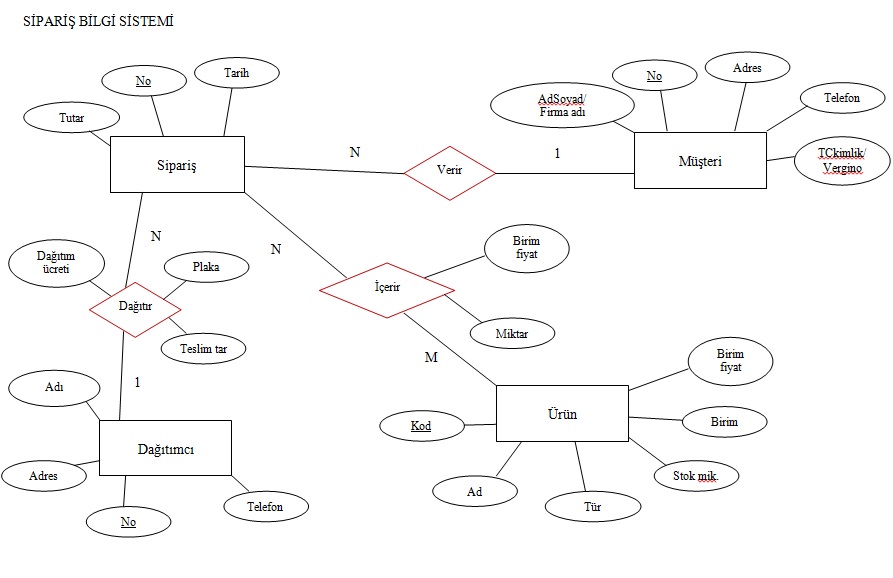 SİPARİŞ BİLGİ SİSTEMİ
No
Tarih
Tutar
Sipariş
N
Verir
1
AdSoyad/
Firma adı
No
Adres
Telefon
TCkimlik/
Vergino
Müşteri
N
N
Dağıtım
ücreti
Plaka
Dağıtır
Teslim tar
1
İçerir
Birim
fiyat
Miktar
M
Adı
Adres
Dağıtımcı
No
Telefon
Ürün
Kod
Ad
Tür
Birim
fiyat
Birim
Stok mik.